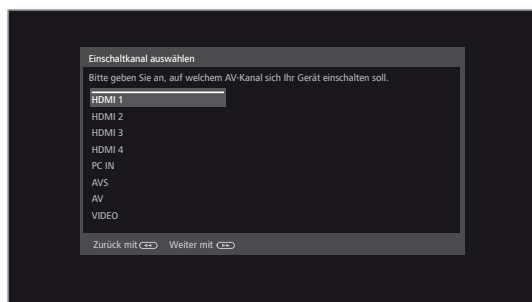 Einschaltkanal auswählen
Bitte geben Sie an, auf welchem AV-Kanal sich Ihr Gerät einschalten soll.
HDMI 1
HDMI 2
HDMI 3
HDMI 4
PC IN
AVS
AV
VIDEO
Zurück mit Weiter mit